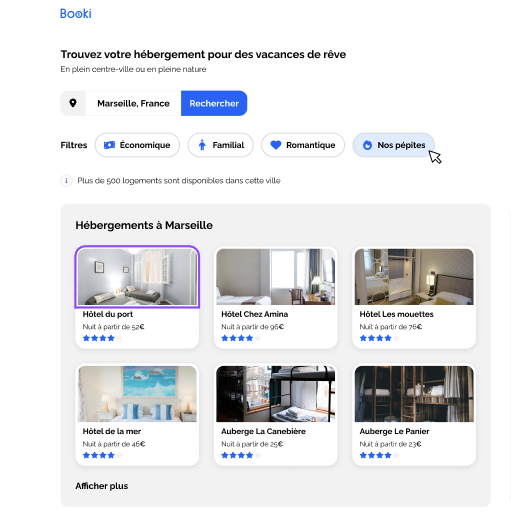 Booki
Trouvez votre hébergement pour des vacances de rêve
En plein centre-ville ou en pleine nature
Marseille, France Rechercher
Filtres Économique Familial Romantique Nos pépites
Plus de 500 logements sont disponibles dans cette ville
Hébergements à Marseille
Hôtel du port Hôtel Chez Amina Hôtel Les mouettes
Nuit à partir de 52€ Nuit à partir de 96€ Nuit à partir de 76€
Hôtel de la mer Auberge La Canebière Auberge Le Panier
Nuit à partir de 46€ Nuit à partir de 25€ Nuit à partir de 23€
Afficher plus